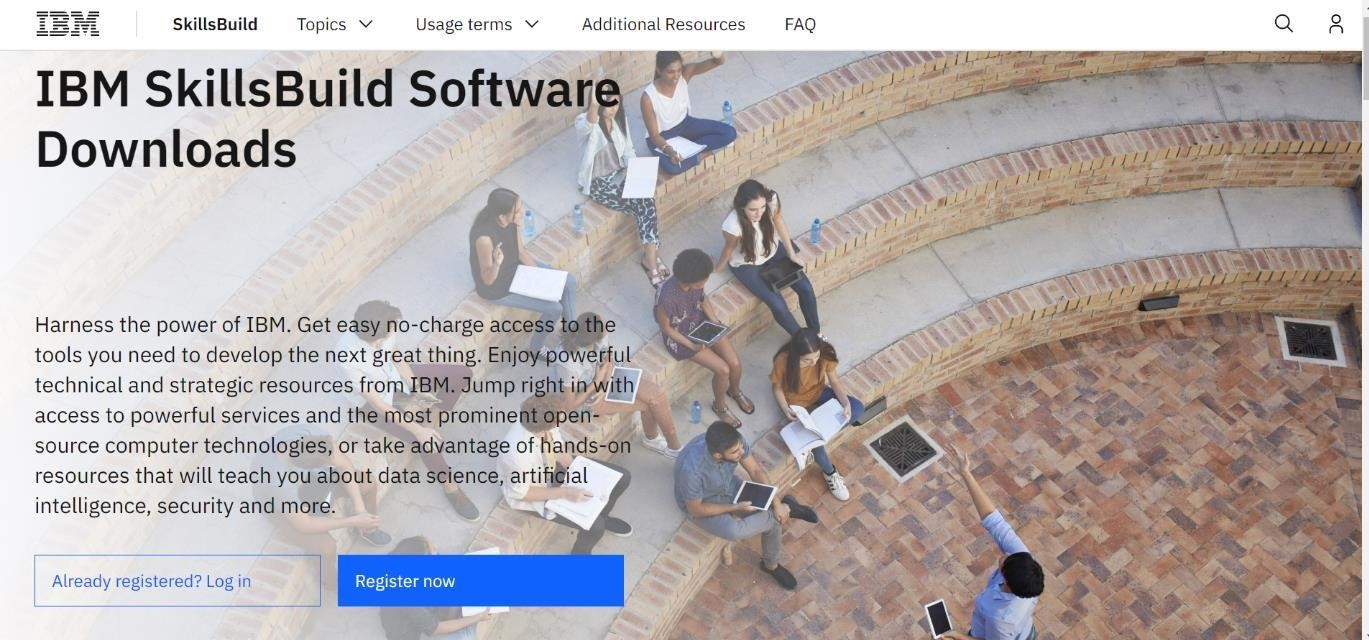 IBM
SkillsBuild
Topics
Usage terms
Additional Resources
FAQ
IBM SkillsBuild Software
Downloads
Harness the power of IBM. Get easy no-charge access to the
tools you need to develop the next great thing. Enjoy powerful
technical and strategic resources from IBM. Jump right in with
access to powerful services and the most prominent open-
source computer technologies, or take advantage of hands-on
resources that will teach you about data science, artificial
intelligence, security and more.
Already registered? Log in
Register now